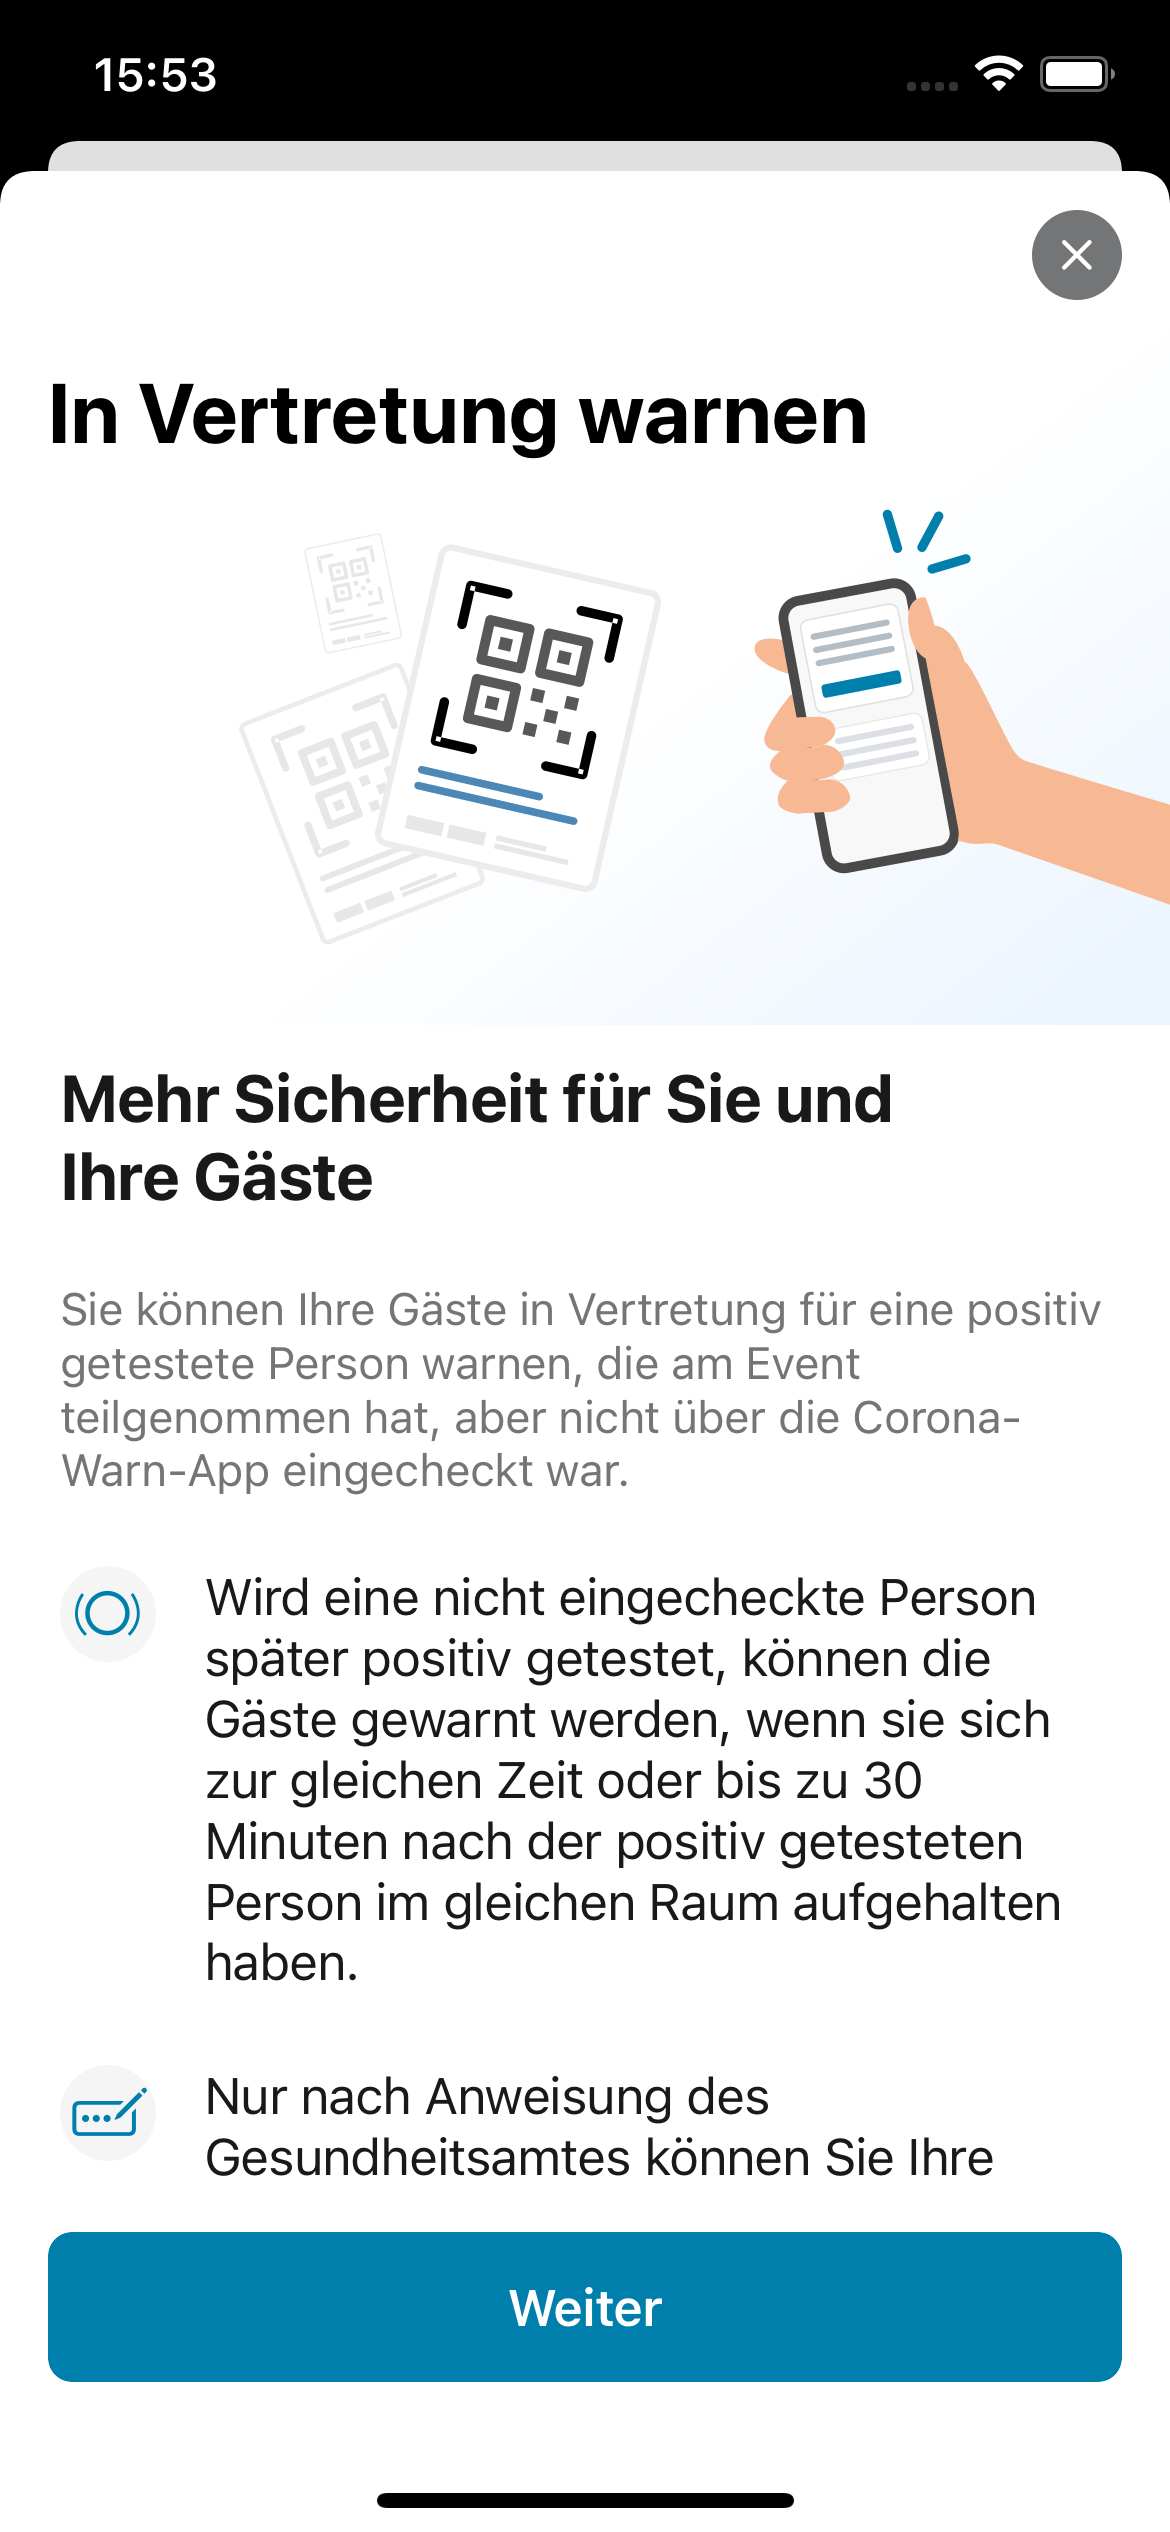 15:53
In Vertretung warnen
Mehr Sicherheit für Sie und
Ihre Gäste
Sie können Ihre Gäste in Vertretung für eine positiv
getestete Person warnen, die am Event
teilgenommen hat, aber nicht über die Corona-
Warn-App eingecheckt war.
Wird eine nicht eingecheckte Person
später positiv getestet, können die
Gäste gewarnt werden, wenn sie sich
zur gleichen Zeit oder bis zu 30
Minuten nach der positiv getesteten
Person im gleichen Raum aufgehalten
haben.
Nur nach Anweisung des
Gesundheitsamtes können Sie Ihre
Weiter